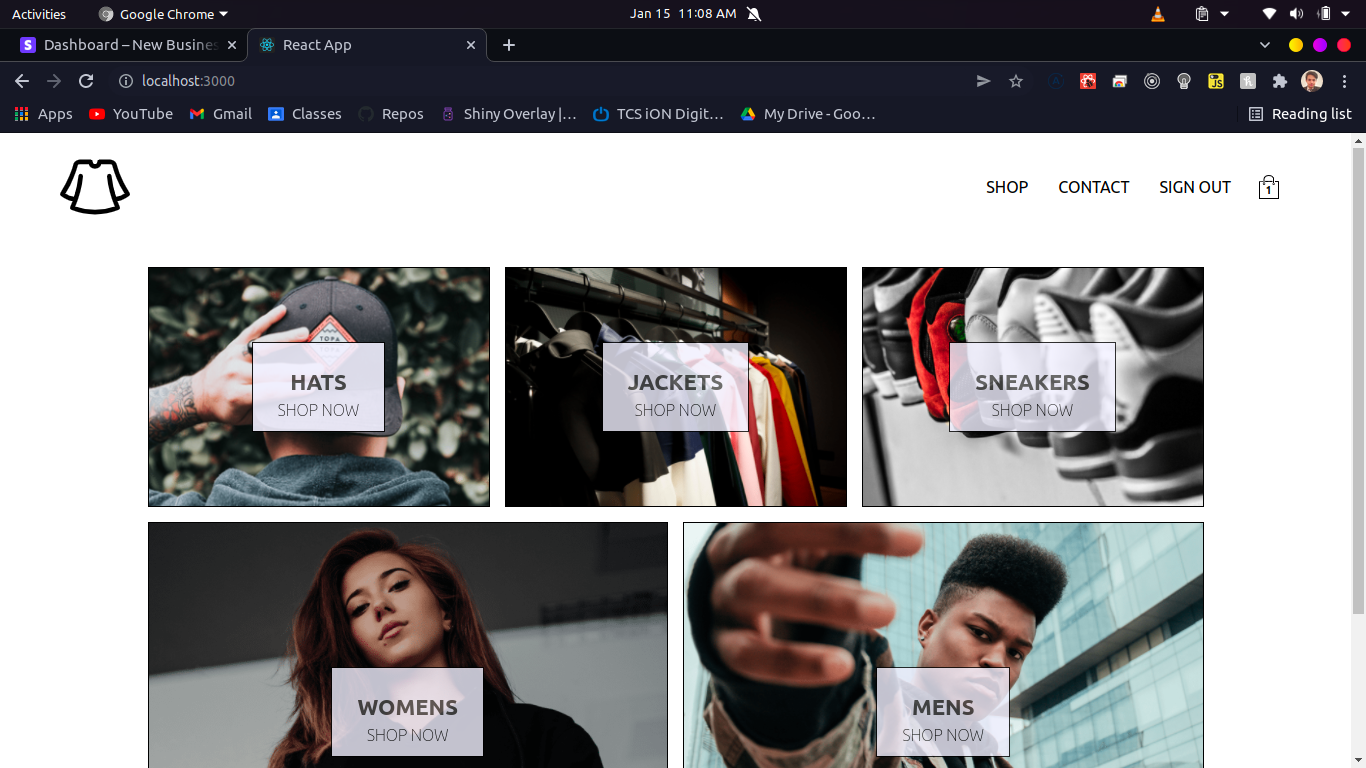 Activities Google Chrome Jan 15 11:08 AM
Dashboard – New Busines React App
localhost:3000
Apps YouTube Gmail Classes Repos Shiny Overlay |… TCS iON Digit… My Drive - Goo… Reading list
SHOP CONTACT SIGN OUT 1
TOPA
HATS
SHOP NOW
JACKETS
SHOP NOW
SNEAKERS
SHOP NOW
WOMENS
SHOP NOW
MENS
SHOP NOW